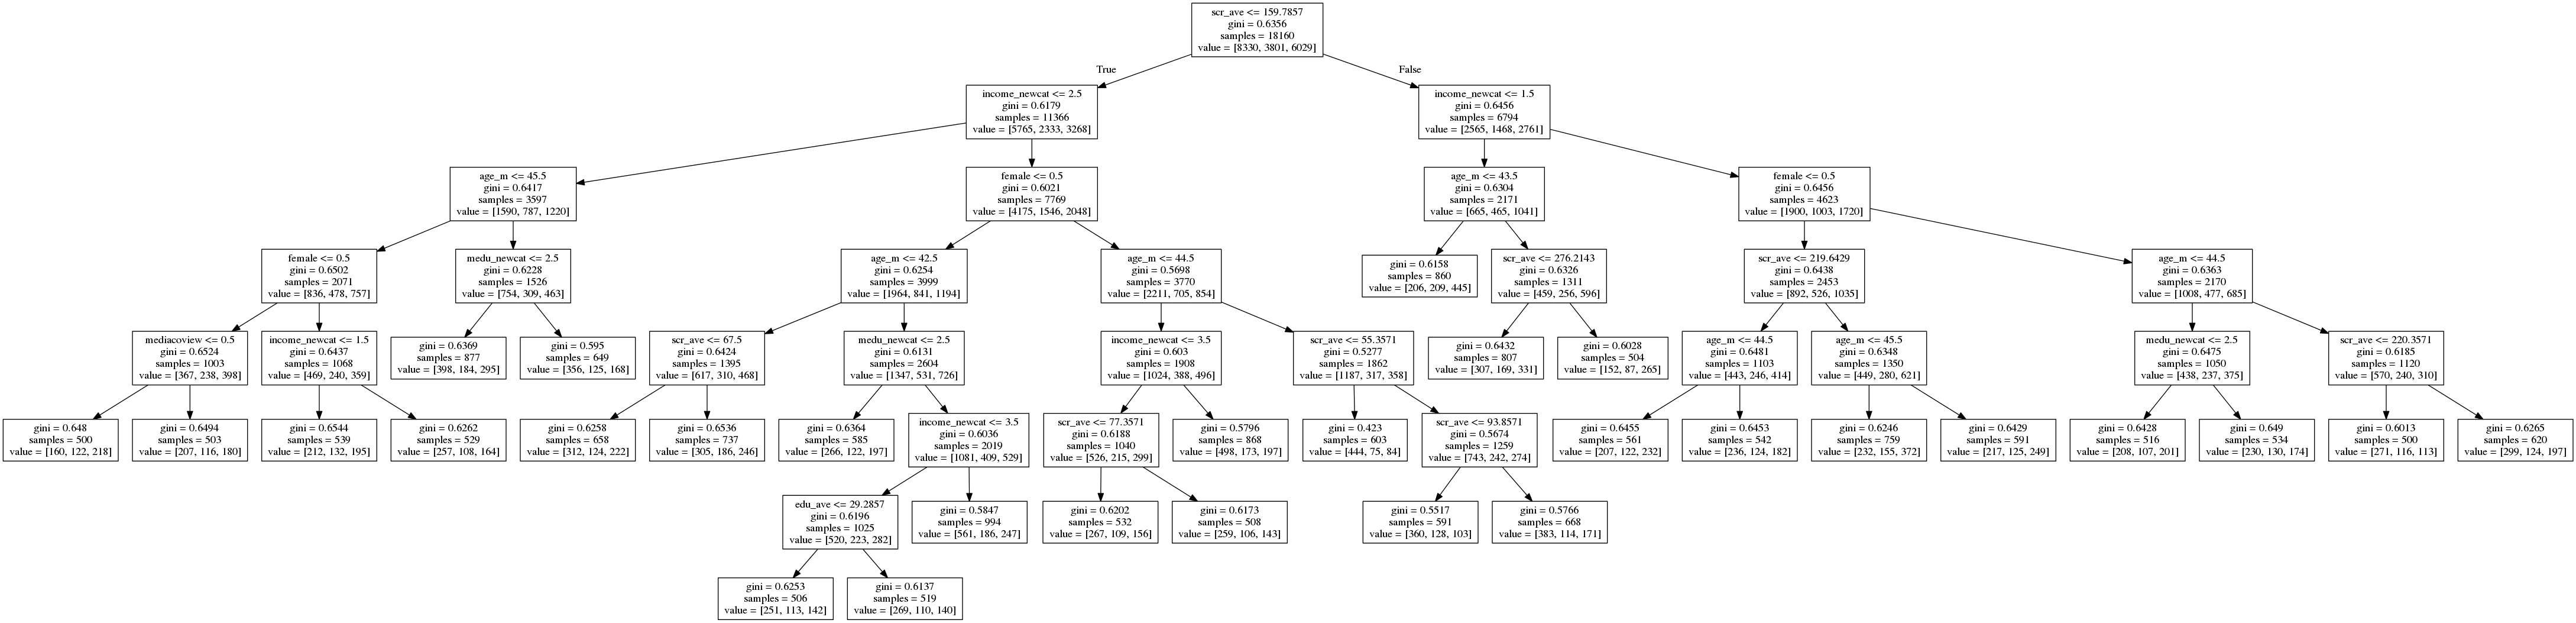 scr_ave <= 159.7857
gini = 0.6356
samples = 18160
value = [8330, 3801, 6029]
True
False
income_newcat <= 2.5
gini = 0.6179
samples = 11366
value = [5765, 2333, 3268]
income_newcat <= 1.5
gini = 0.6456
samples = 6794
value = [2565, 1468, 2761]
age_m <= 45.5
gini = 0.6417
samples = 3597
value = [1590, 787, 1220]
female <= 0.5
gini = 0.6021
samples = 7769
value = [4175, 1546, 2048]
age_m <= 43.5
gini = 0.6304
samples = 2171
value = [665, 465, 1041]
female <= 0.5
gini = 0.6456
samples = 4623
value = [1900, 1003, 1720]
female <= 0.5
gini = 0.6502
samples = 2071
value = [836, 478, 757]
medu_newcat <= 2.5
gini = 0.6228
samples = 1526
value = [754, 309, 463]
age_m <= 42.5
gini = 0.6254
samples = 3999
value = [1964, 841, 1194]
age_m <= 44.5
gini = 0.5698
samples = 3770
value = [2211, 705, 854]
gini = 0.6158
samples = 860
value = [206, 209, 445]
scr_ave <= 276.2143
gini = 0.6326
samples = 1311
value = [459, 256, 596]
scr_ave <= 219.6429
gini = 0.6438
samples = 2453
value = [892, 526, 1035]
age_m <= 44.5
gini = 0.6363
samples = 2170
value = [1008, 477, 685]
mediacoview <= 0.5
gini = 0.6524
samples = 1003
value = [367, 238, 398]
income_newcat <= 1.5
gini = 0.6437
samples = 1068
value = [469, 240, 359]
gini = 0.6369
samples = 877
value = [398, 184, 295]
gini = 0.595
samples = 649
value = [356, 125, 168]
scr_ave <= 67.5
gini = 0.6424
samples = 1395
value = [617, 310, 468]
medu_newcat <= 2.5
gini = 0.6131
samples = 2604
value = [1347, 531, 726]
income_newcat <= 3.5
gini = 0.603
samples = 1908
value = [1024, 388, 496]
scr_ave <= 55.3571
gini = 0.5277
samples = 1862
value = [1187, 317, 358]
gini = 0.6432
samples = 807
value = [307, 169, 331]
gini = 0.6028
samples = 504
value = [152, 87, 265]
age_m <= 44.5
gini = 0.6481
samples = 1103
value = [443, 246, 414]
age_m <= 45.5
gini = 0.6348
samples = 1350
value = [449, 280, 621]
medu_newcat <= 2.5
gini = 0.6475
samples = 1050
value = [438, 237, 375]
scr_ave <= 220.3571
gini = 0.6185
samples = 1120
value = [570, 240, 310]
gini = 0.648
samples = 500
value = [160, 122, 218]
gini = 0.6494
samples = 503
value = [207, 116, 180]
gini = 0.6544
samples = 539
value = [212, 132, 195]
gini = 0.6262
samples = 529
value = [257, 108, 164]
gini = 0.6258
samples = 658
value = [312, 124, 222]
gini = 0.6536
samples = 737
value = [305, 186, 246]
gini = 0.6364
samples = 585
value = [266, 122, 197]
income_newcat <= 3.5
gini = 0.6036
samples = 2019
value = [1081, 409, 529]
scr_ave <= 77.3571
gini = 0.6188
samples = 1040
value = [526, 215, 299]
gini = 0.5796
samples = 868
value = [498, 173, 197]
gini = 0.423
samples = 603
value = [444, 75, 84]
scr_ave <= 93.8571
gini = 0.5674
samples = 1259
value = [743, 242, 274]
gini = 0.6455
samples = 561
value = [207, 122, 232]
gini = 0.6453
samples = 542
value = [236, 124, 182]
gini = 0.6246
samples = 759
value = [232, 155, 372]
gini = 0.6429
samples = 591
value = [217, 125, 249]
gini = 0.6428
samples = 516
value = [208, 107, 201]
gini = 0.649
samples = 534
value = [230, 130, 174]
gini = 0.6013
samples = 500
value = [271, 116, 113]
gini = 0.6265
samples = 620
value = [299, 124, 197]
edu_ave <= 29.2857
gini = 0.6196
samples = 1025
value = [520, 223, 282]
gini = 0.5847
samples = 994
value = [561, 186, 247]
gini = 0.6202
samples = 532
value = [267, 109, 156]
gini = 0.6173
samples = 508
value = [259, 106, 143]
gini = 0.5517
samples = 591
value = [360, 128, 103]
gini = 0.5766
samples = 668
value = [383, 114, 171]
gini = 0.6253
samples = 506
value = [251, 113, 142]
gini = 0.6137
samples = 519
value = [269, 110, 140]